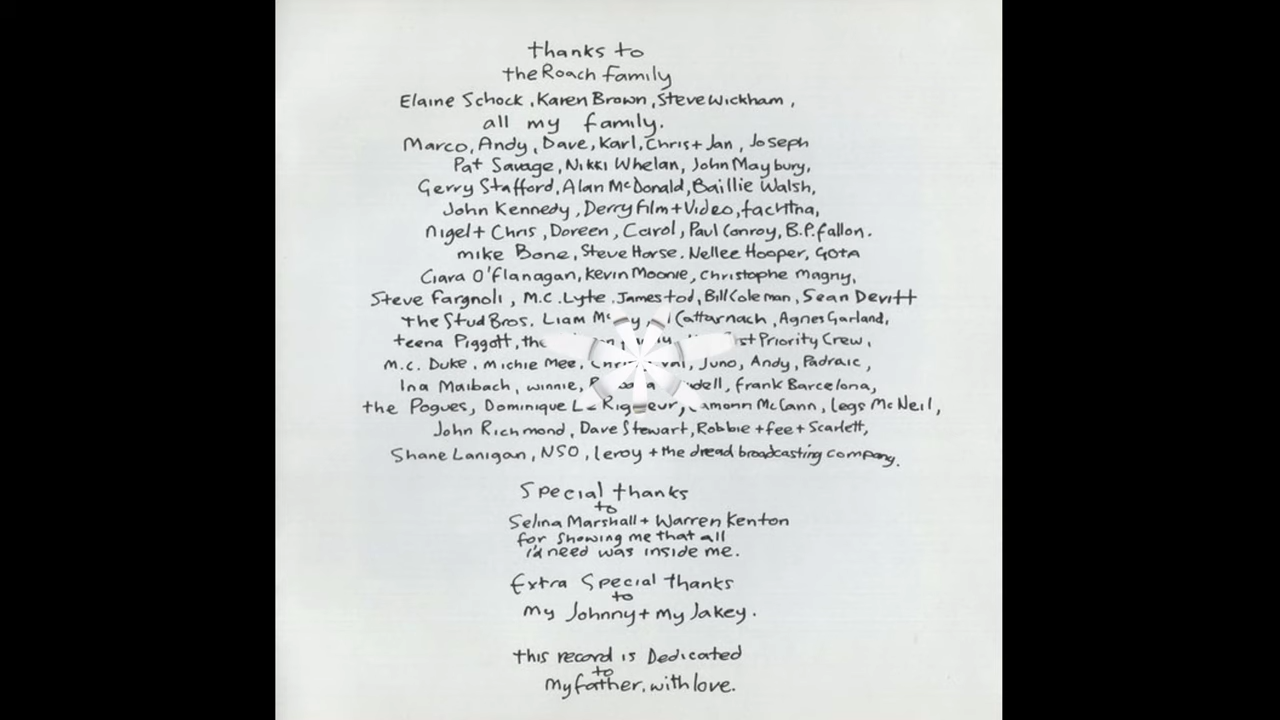 thanks to
the Roach family
Elaine Schock, Karen Brown, Steve Wickham,
all my family.
Marco, Andy, Dave, Karl, Chris + Jan, Joseph
Pat Savage, Nikki Whelan, John Maybury,
Gerry Stafford, Alan McDonald, Baillie Walsh,
John Kennedy, Derry Film + Video, fachtna,
Nigel + Chris, Doreen, Carol, Paul Conroy, B.P. fallon.
mike Bone, Steve Horse. Nellee Hooper, GOTA
Ciara O'flanagan, Kevin Moonie, Christophe Magny,
Steve fargnoli, M.C. Lyte. James tod, Bill Coleman, Sean Devitt
the Stud Bros. Liam Cattarnach, Agnes Garland,
teena Piggott, the Priority Crew,
M.C. Duke. Michie Mee. Juno, Andy, Padraic,
Ina Maibach, winnie, frank Barcelona,
the Pogues, Dominique McCann, legs McNeil,
John Richmond, Dave Stewart, Robbie + fee + Scarlett,
Shane Lanigan, NSO, leroy + the dread broadcasting company.
Special thanks
to
Selina Marshall + Warren Kenton
for showing me that all
i'd need was inside me.
Extra Special thanks
to
my Johnny + my Jakey.
this record is Dedicated
to
my father. with love.